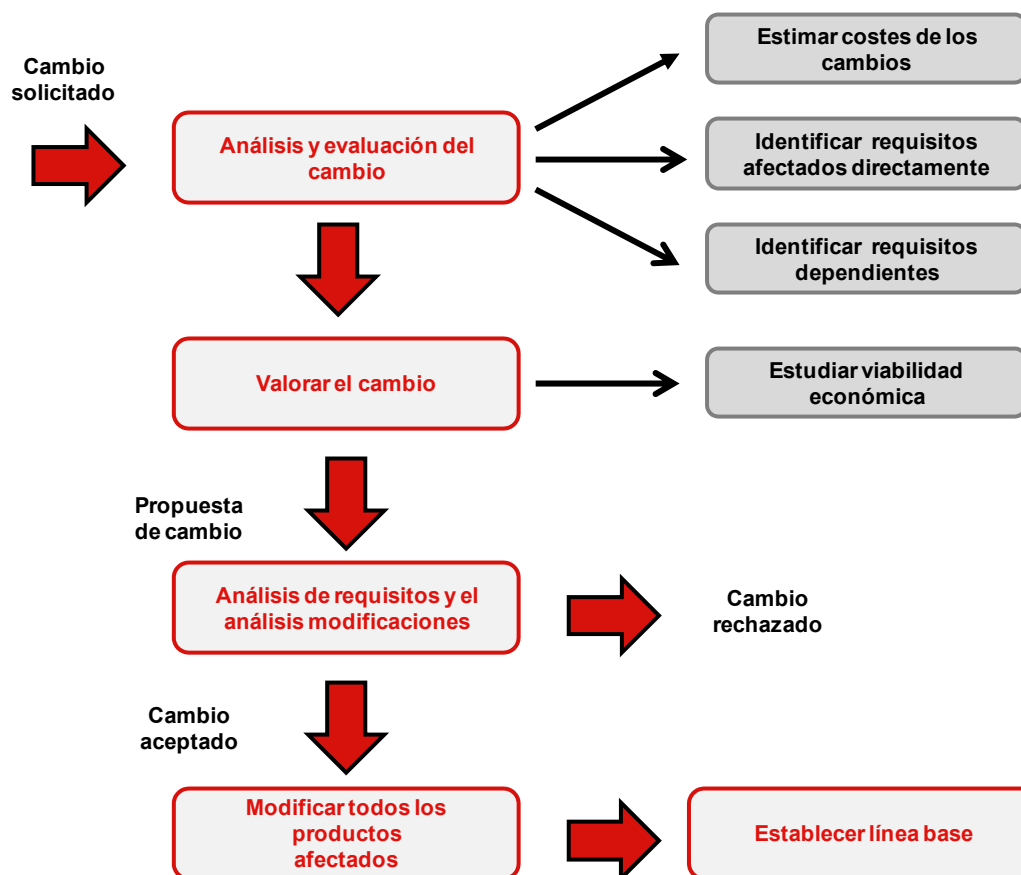 Cambio
solicitado
Análisis y evaluación del
cambio
Estimar costes de los
cambios
Identificar requisitos
afectados directamente
Identificar requisitos
dependientes
Valorar el cambio
Estudiar viabilidad
económica
Propuesta
de cambio
Análisis de requisitos y el
análisis modificaciones
Cambio
rechazado
Cambio
aceptado
Modificar todos los
productos
afectados
Establecer línea base